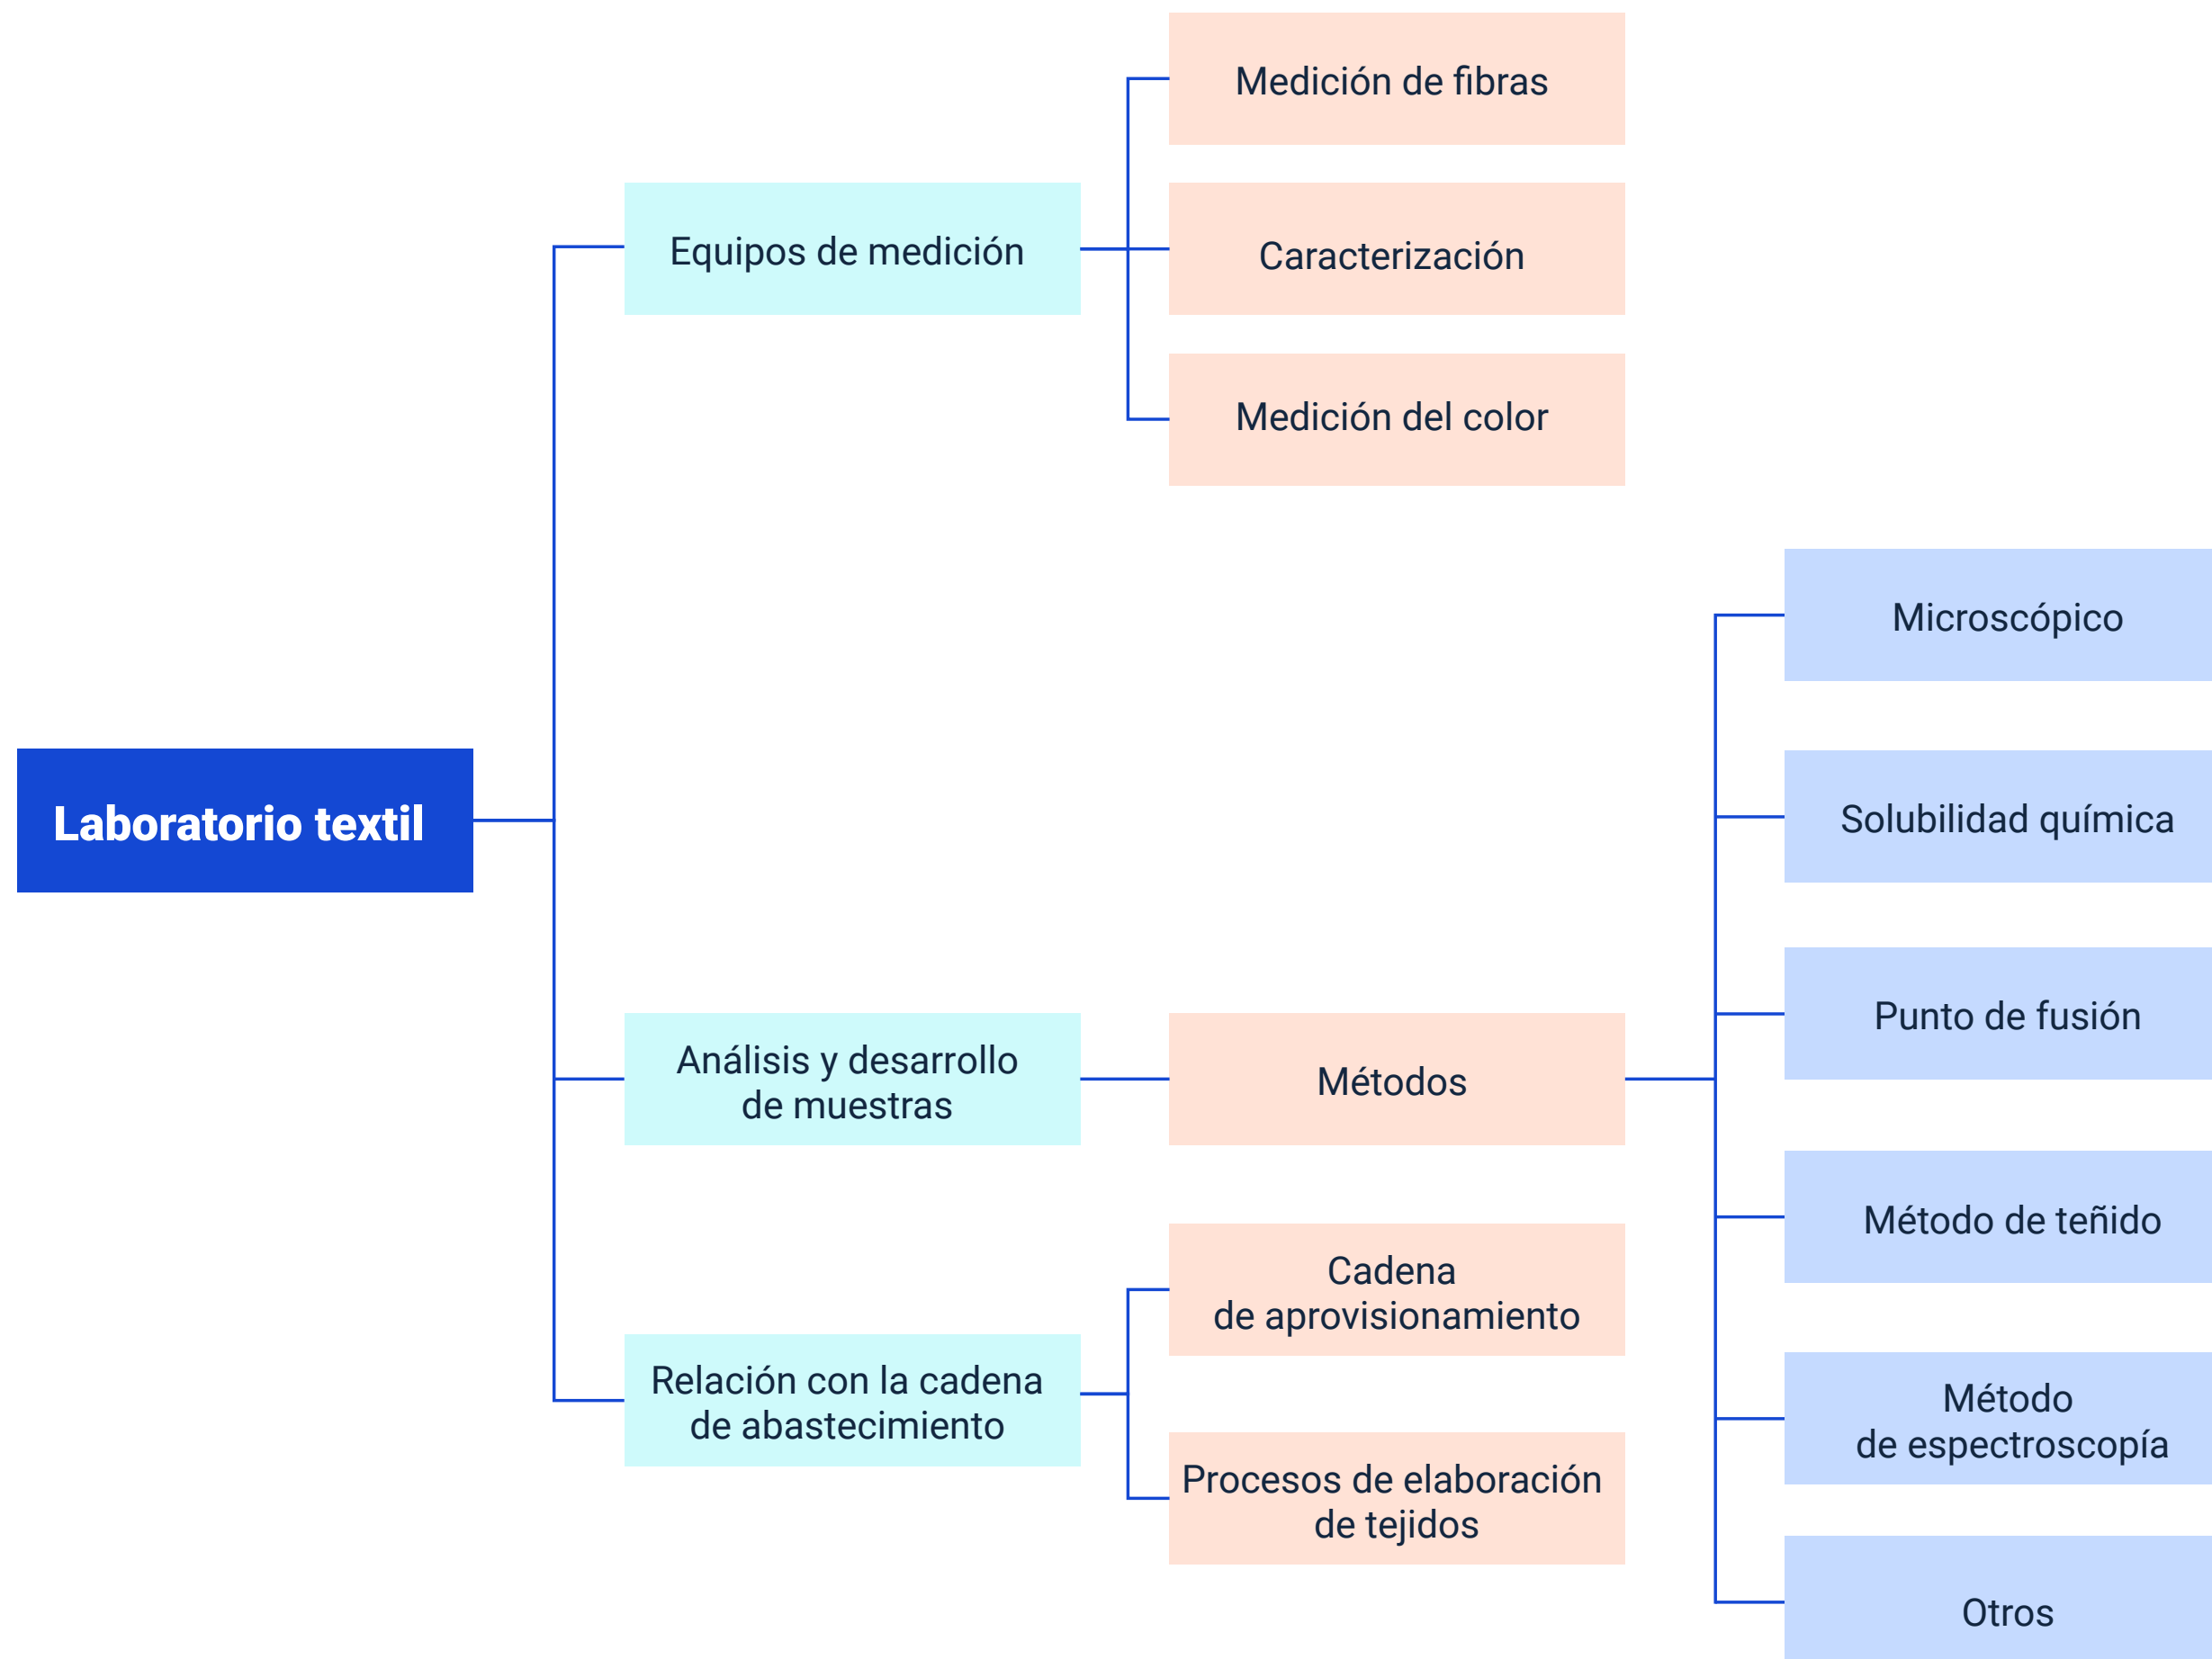 Laboratorio textil
Equipos de medición
Medición de fibras
Caracterización
Medición del color
Análisis y desarrollo
de muestras
Métodos
Microscópico
Solubilidad química
Punto de fusión
Método de teñido
Método
de espectroscopía
Otros
Relación con la cadena
de abastecimiento
Cadena
de aprovisionamiento
Procesos de elaboración
de tejidos